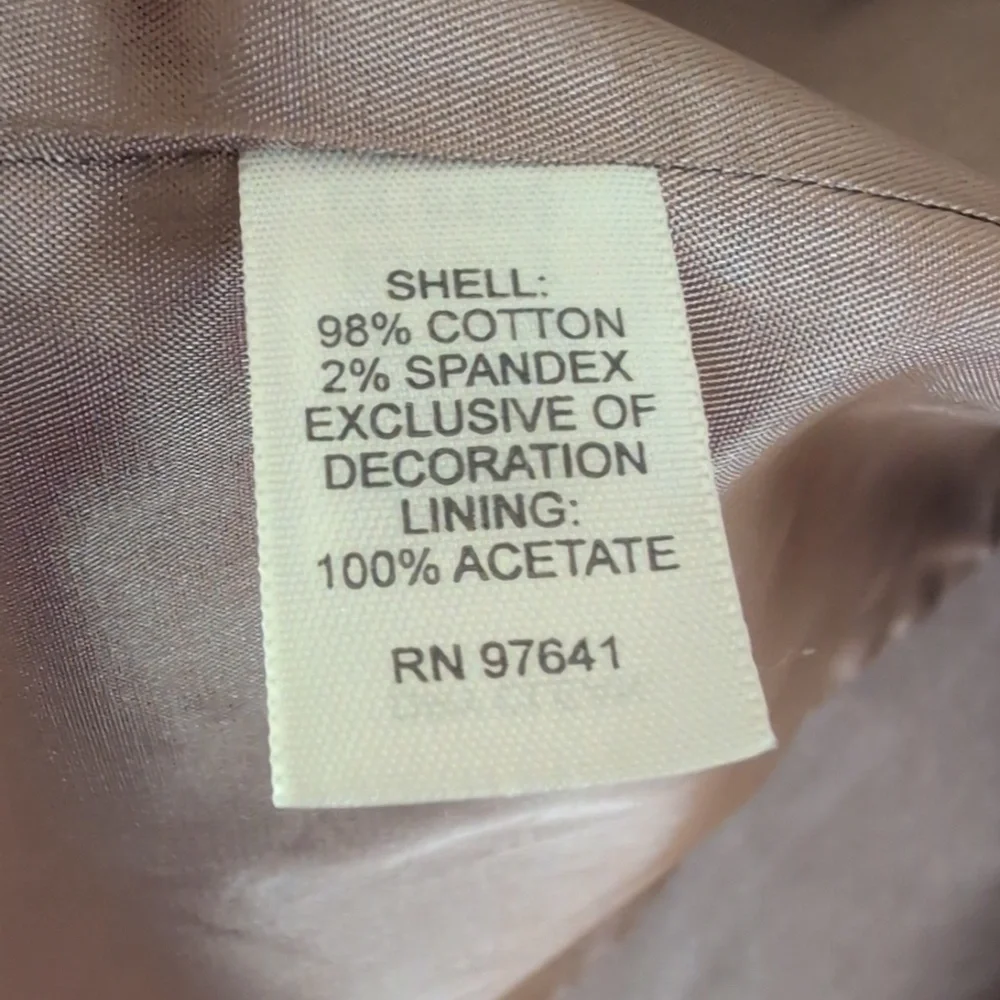 SHELL:
98% COTTON
2% SPANDEX
EXCLUSIVE OF
DECORATION
LINING:
100% ACETATE
RN 97641